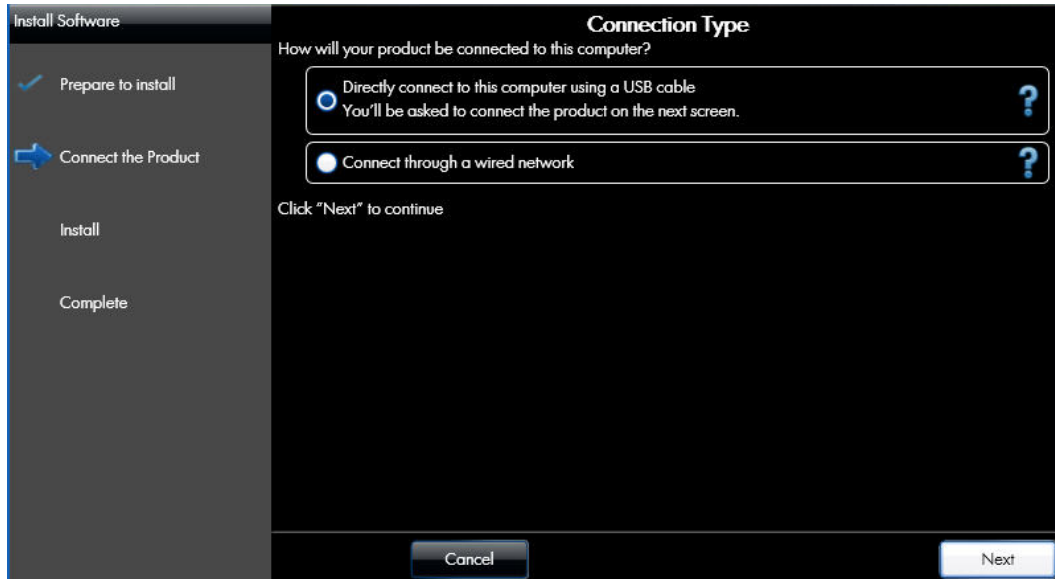 Install Software
Prepare to install
Connect the Product
Install
Complete
Connection Type
How will your product be connected to this computer?
Directly connect to this computer using a USB cable
You'll be asked to connect the product on the next screen.
?
Connect through a wired network
?
Click "Next" to continue
Cancel
Next